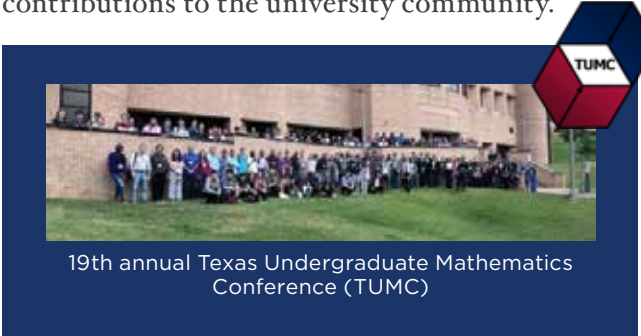 contributions to the university community.
TUMC
19th annual Texas Undergraduate Mathematics
Conference (TUMC)